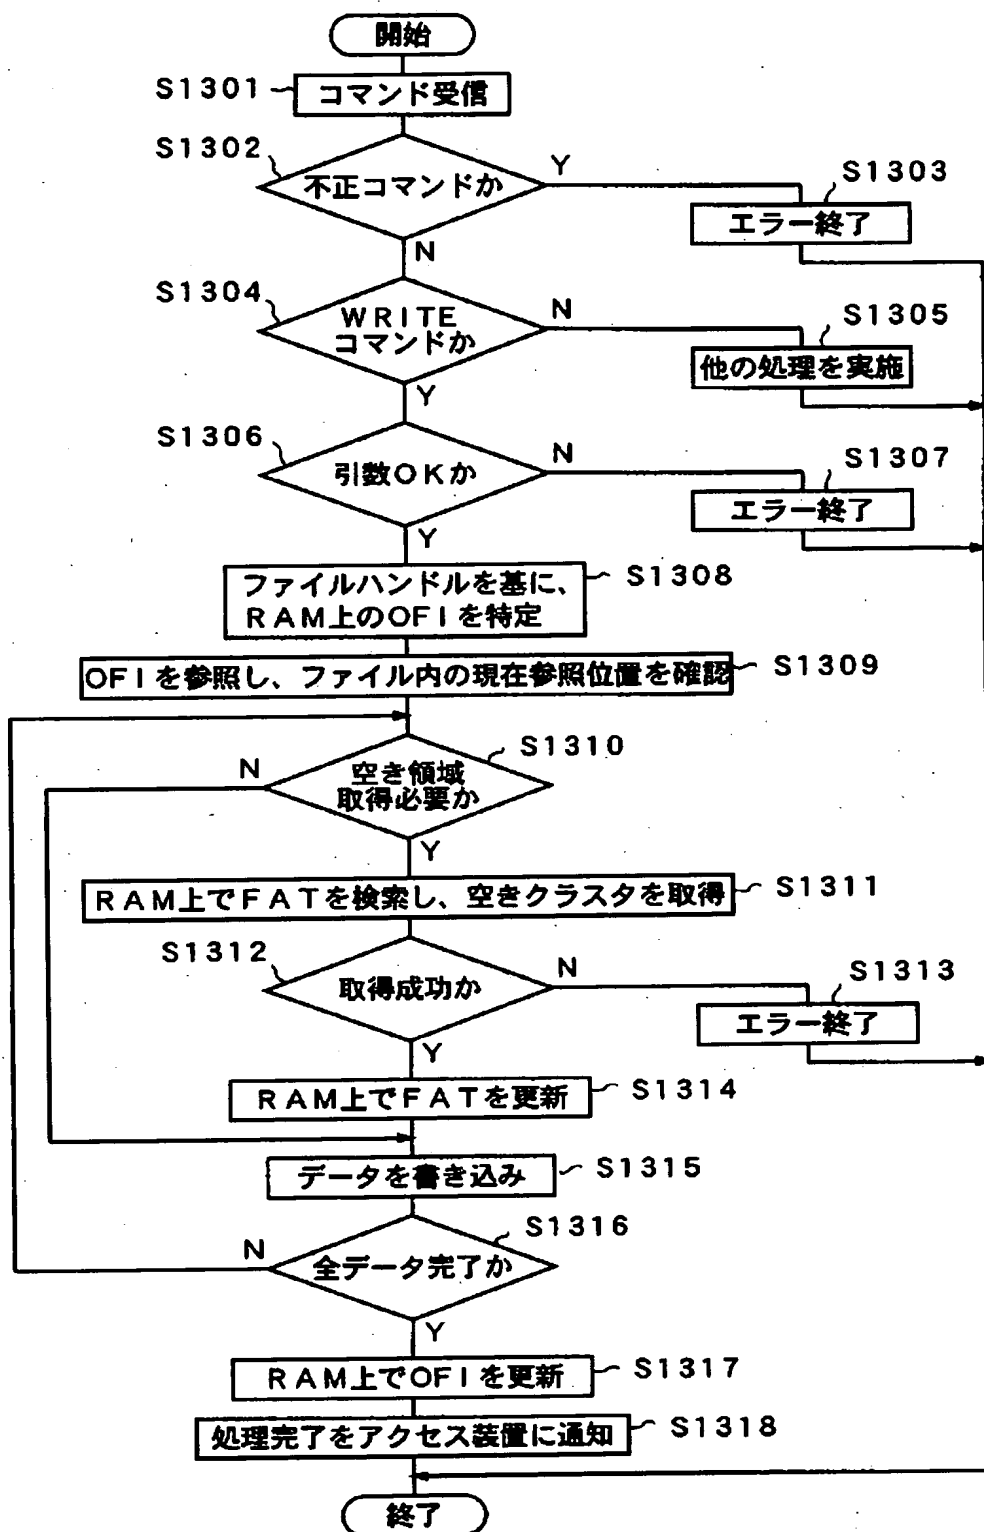 開始
S1301
コマンド受信
S1302
不正コマンドか
Y
S1303
エラー終了
N
S1304
WRITE
コマンドか
N
S1305
他の処理を実施
Y
S1306
引数OKか
N
S1307
エラー終了
Y
ファイルハンドルを基に、
RAM上のOFIを特定
S1308
OFIを参照し、ファイル内の現在参照位置を確認
S1309
S1310
空き領域
取得必要か
N
Y
RAM上でFATを検索し、空きクラスタを取得
S1311
S1312
取得成功か
N
S1313
エラー終了
Y
RAM上でFATを更新
S1314
データを書き込み
S1315
S1316
全データ完了か
N
Y
RAM上でOFIを更新
S1317
処理完了をアクセス装置に通知
S1318
終了